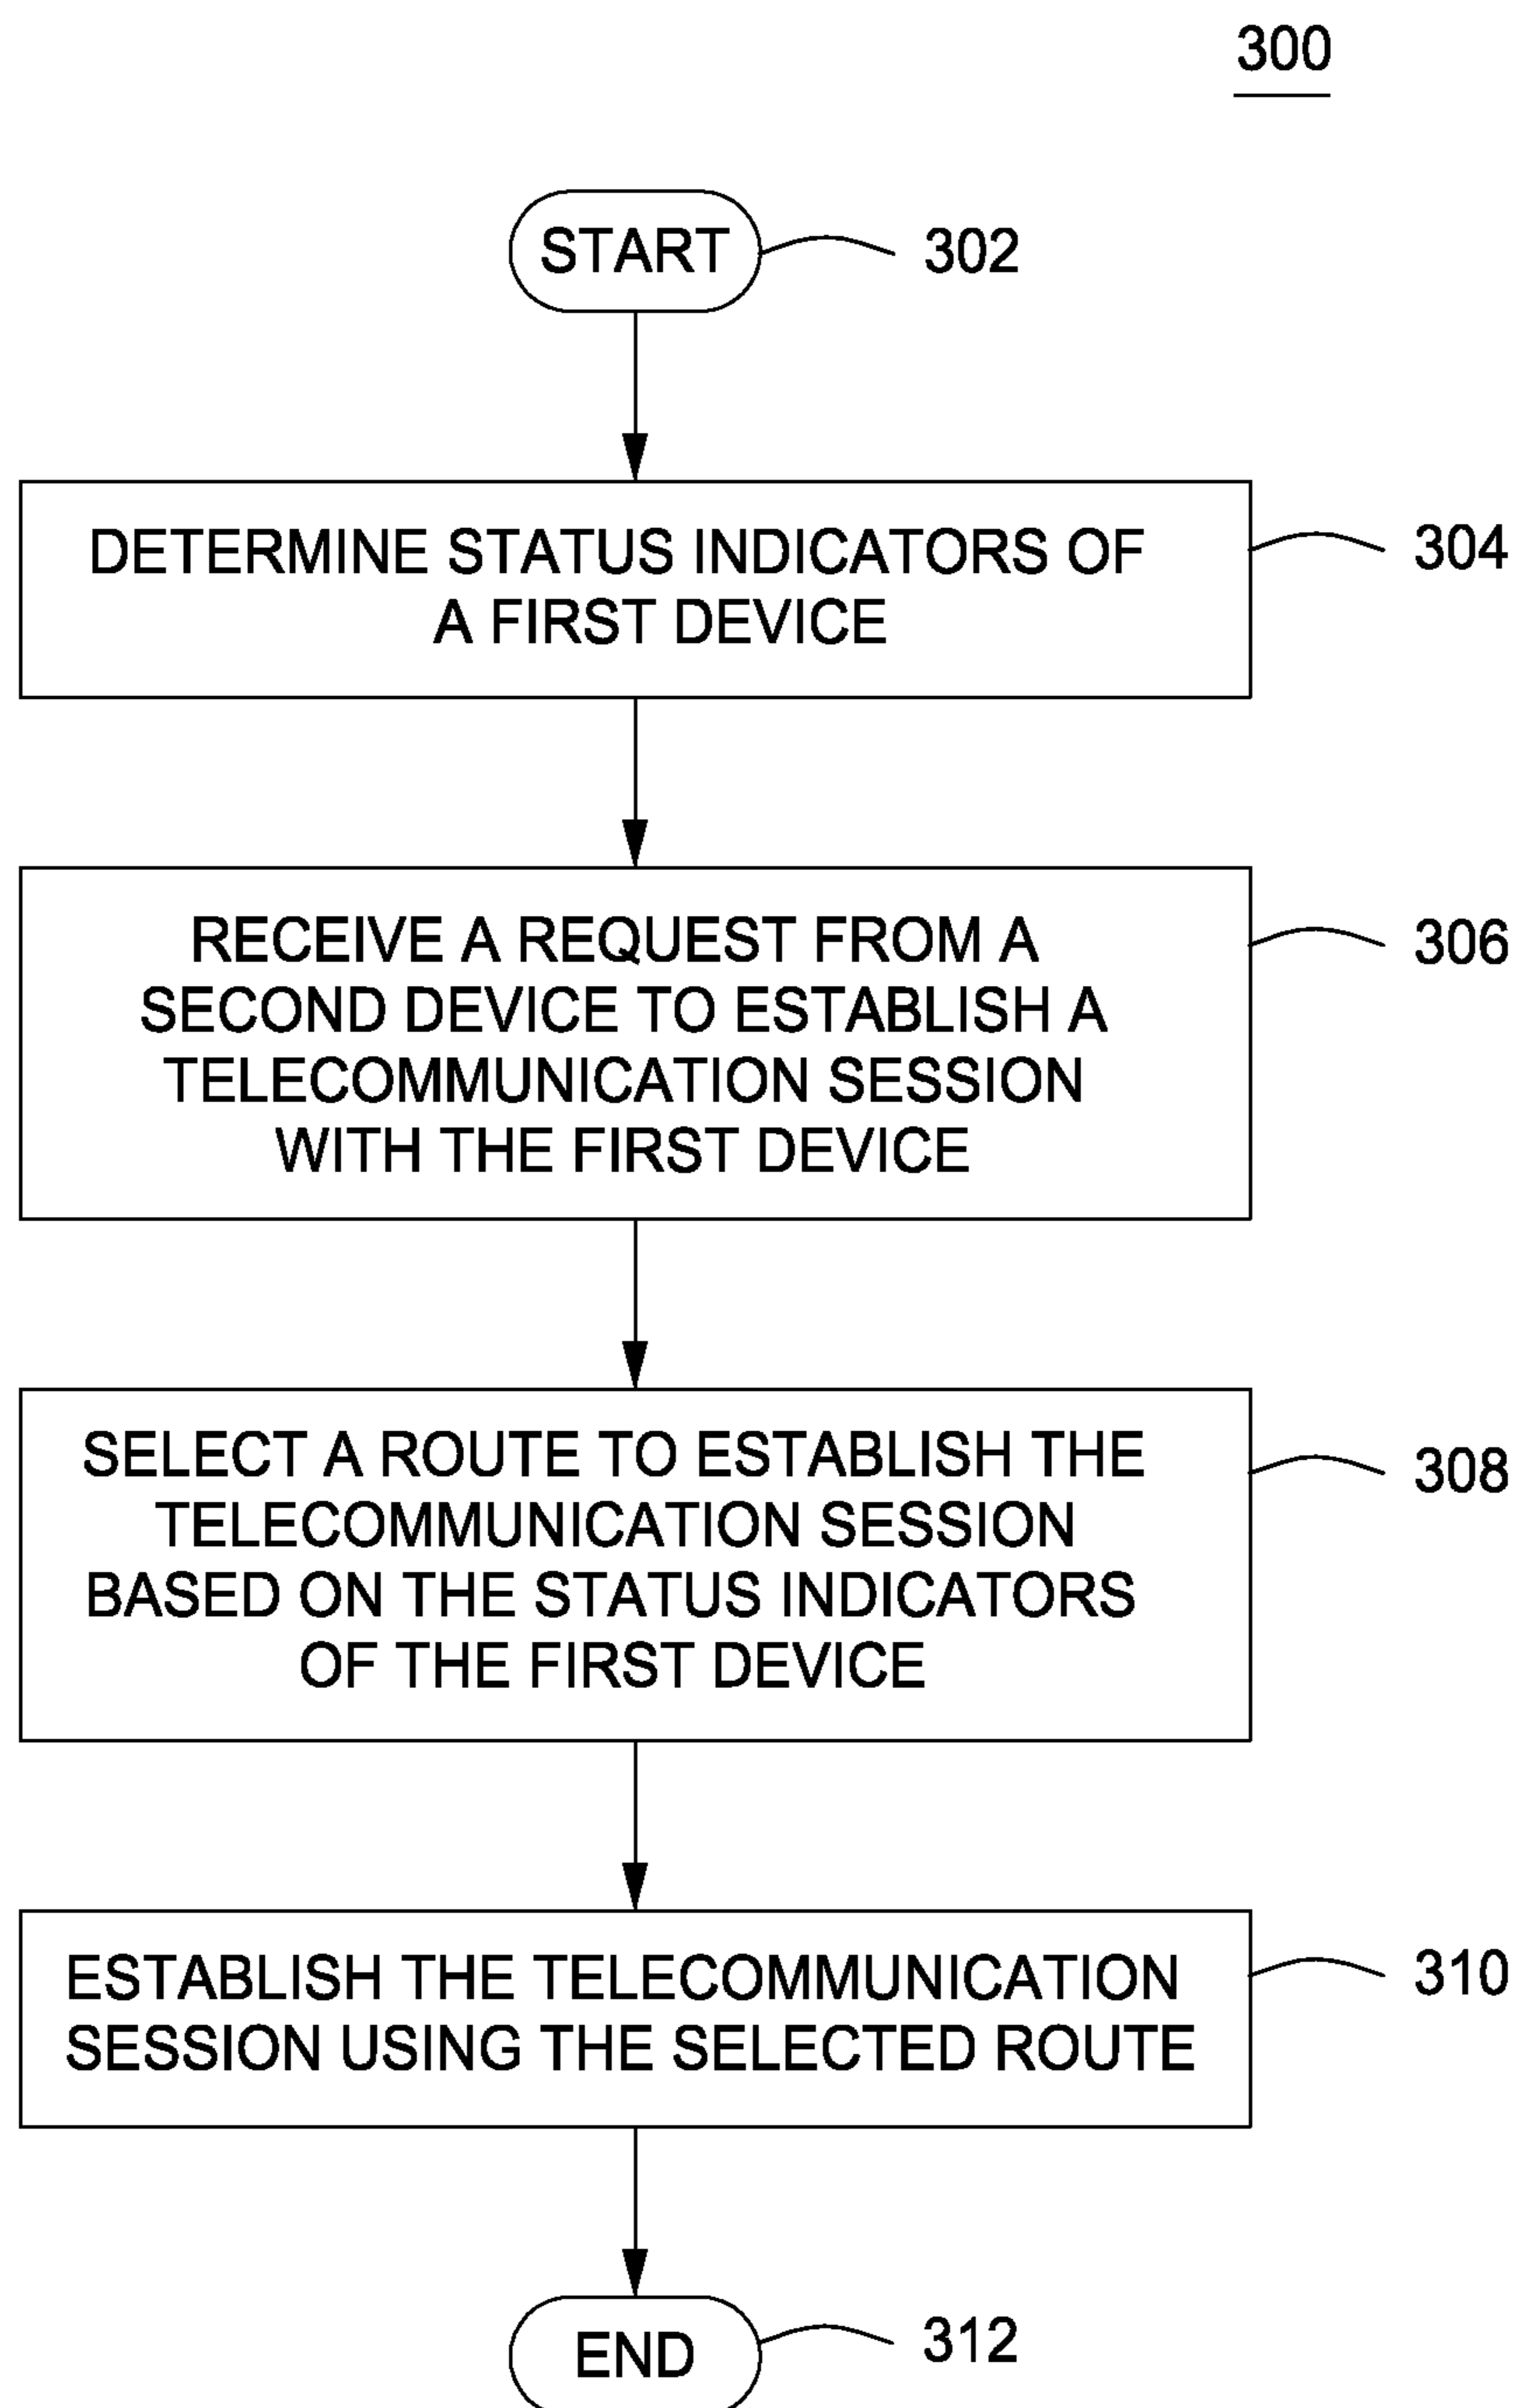 300
START
302
DETERMINE STATUS INDICATORS OF
A FIRST DEVICE
304
RECEIVE A REQUEST FROM A
SECOND DEVICE TO ESTABLISH A
TELECOMMUNICATION SESSION
WITH THE FIRST DEVICE
306
SELECT A ROUTE TO ESTABLISH THE
TELECOMMUNICATION SESSION
BASED ON THE STATUS INDICATORS
OF THE FIRST DEVICE
308
ESTABLISH THE TELECOMMUNICATION
SESSION USING THE SELECTED ROUTE
310
END
312